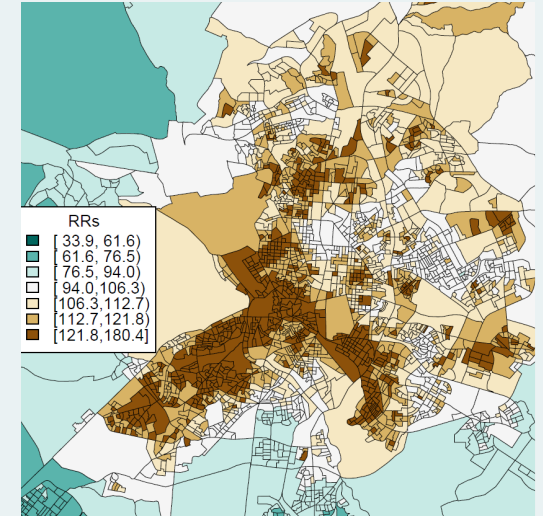 RRs
[ 33.9, 61.6)
[ 61.6, 76.5)
[ 76.5, 94.0)
[ 94.0,106.3)
[106.3,112.7)
[112.7,121.8)
[121.8,180.4]